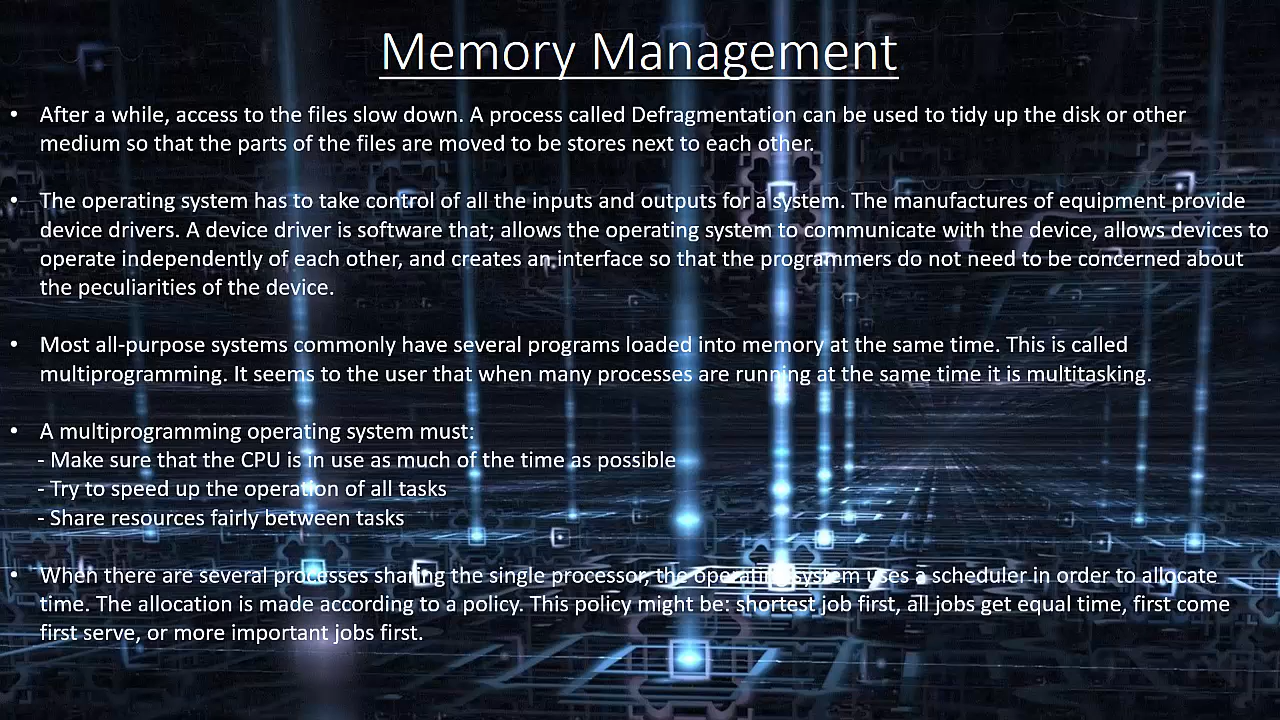 Memory Management
• After a while, access to the files slow down. A process called Defragmentation can be used to tidy up the disk or other
medium so that the parts of the files are moved to be stores next to each other.
• The operating system has to take control of all the inputs and outputs for a system. The manufactures of equipment provide
device drivers. A device driver is software that; allows the operating system to communicate with the device, allows devices to
operate independently of each other, and creates an interface so that the programmers do not need to be concerned about
the peculiarities of the device.
• Most all-purpose systems commonly have several programs loaded into memory at the same time. This is called
multiprogramming. It seems to the user that when many processes are running at the same time it is multitasking.
• A multiprogramming operating system must:
- Make sure that the CPU is in use as much of the time as possible
- Try to speed up the operation of all tasks
- Share resources fairly between tasks
• When there are several processes sharing the single processor, the operating system uses a scheduler in order to allocate
time. The allocation is made according to a policy. This policy might be: shortest job first, all jobs get equal time, first come
first serve, or more important jobs first.